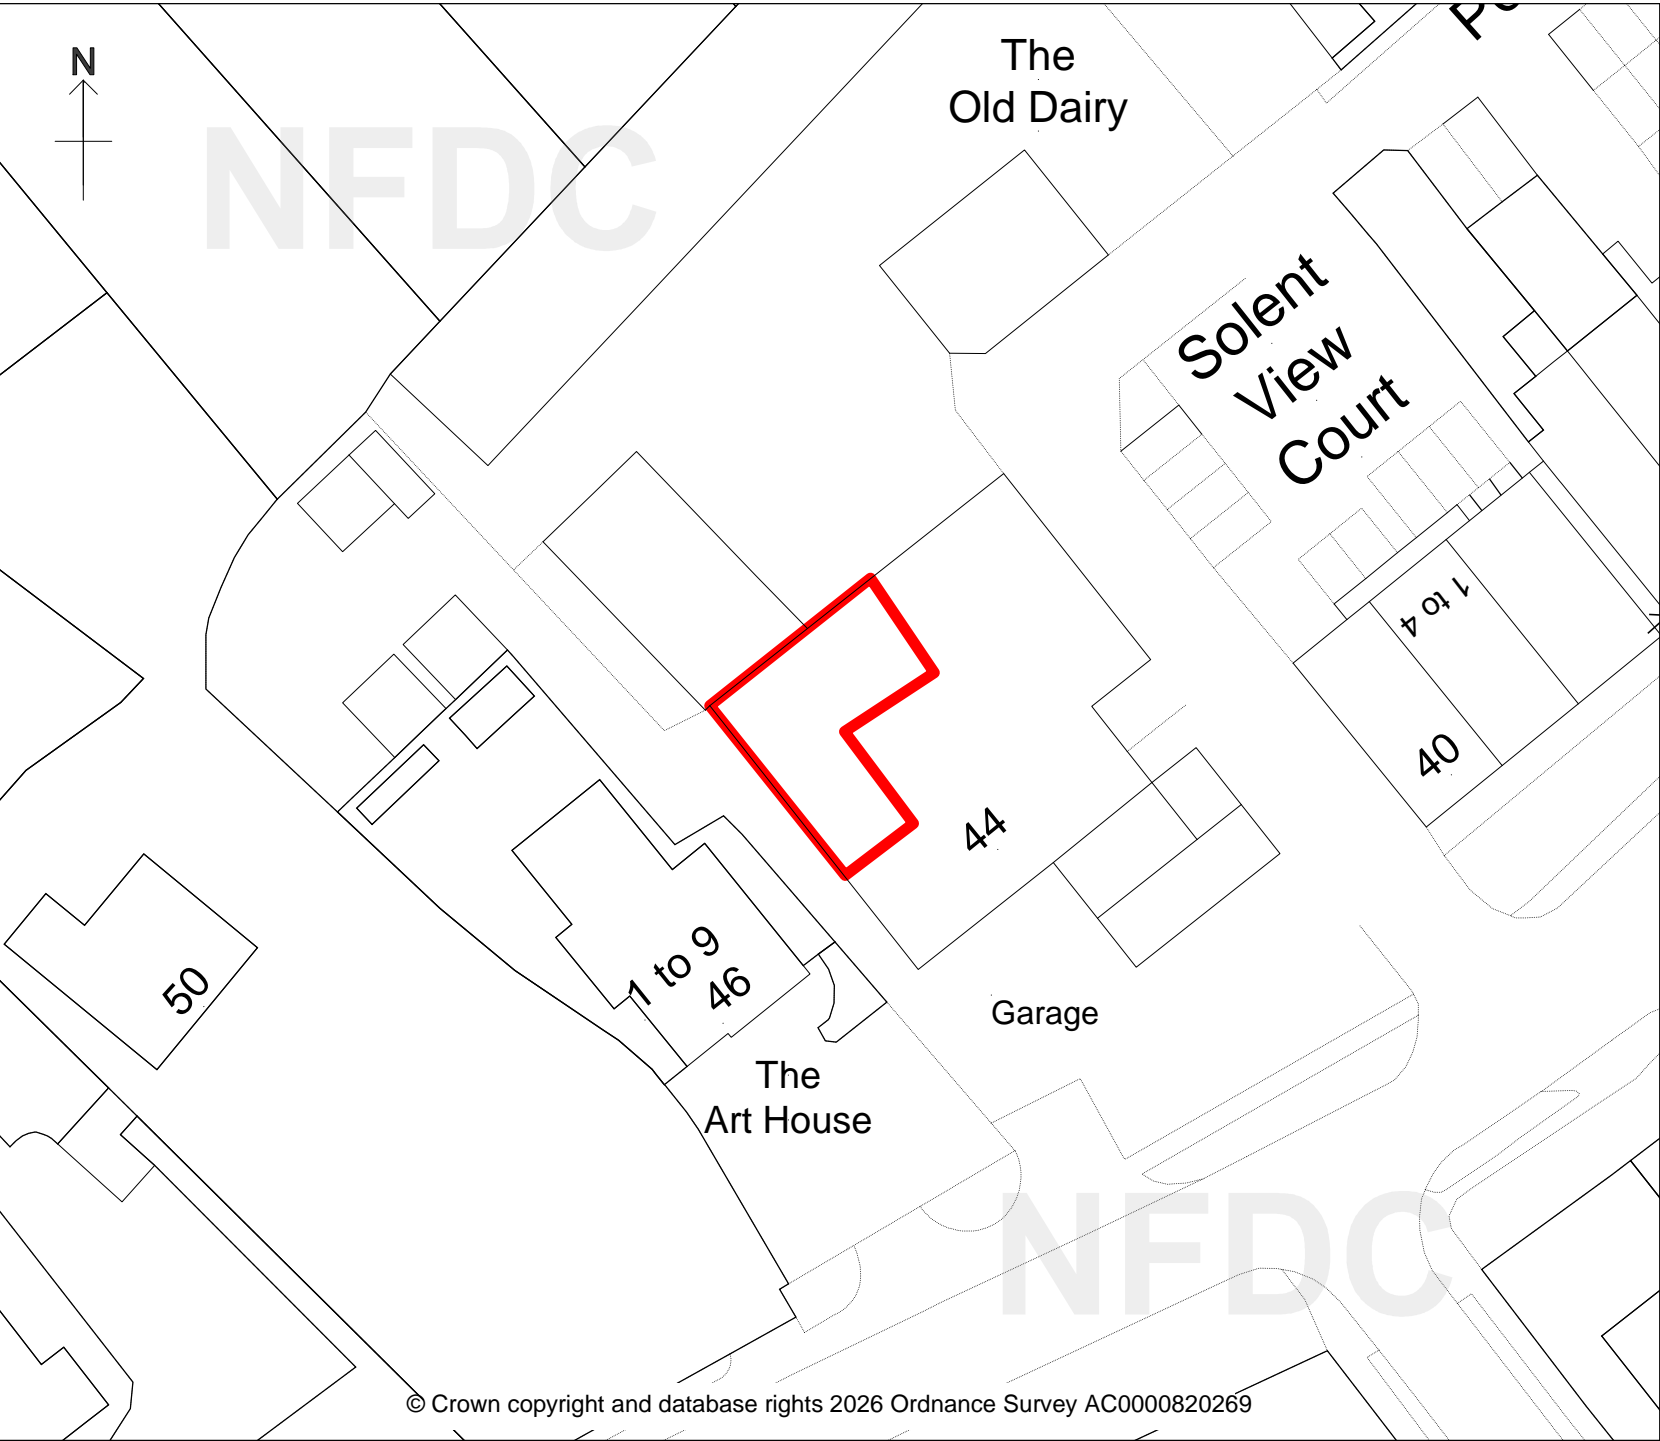 N
NFDC
The
Old Dairy
Solent
View
Court
1 to 4
40
44
1 to 9
46
50
Garage
The
Art House
NFDC
© Crown copyright and database rights 2026 Ordnance Survey AC0000820269